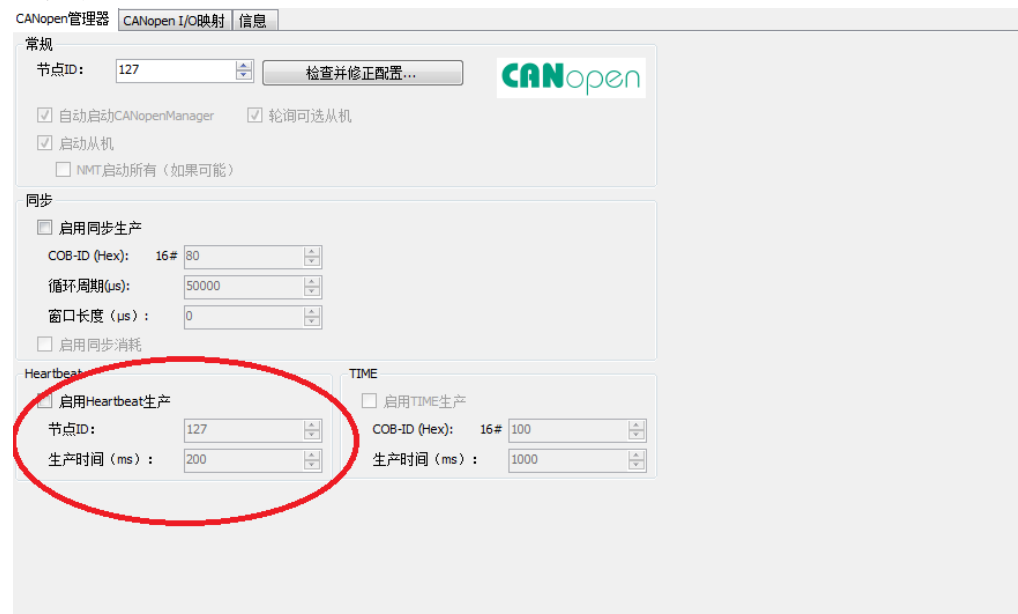 CANopen管理器 CANopen I/O映射 信息
常规
节点ID: 127 检查并修正配置... CANopen
自动启动CANopenManager 轮询可选从机
启动从机
NMT启动所有（如果可能）
同步
启用同步生产
COB-ID (Hex): 16# 80
循环周期(μs): 50000
窗口长度（μs）: 0
启用同步消耗
Heartbeat TIME
启用Heartbeat生产 启用TIME生产
节点ID: 127 COB-ID (Hex): 16# 100
生产时间（ms）: 200 生产时间（ms）: 1000